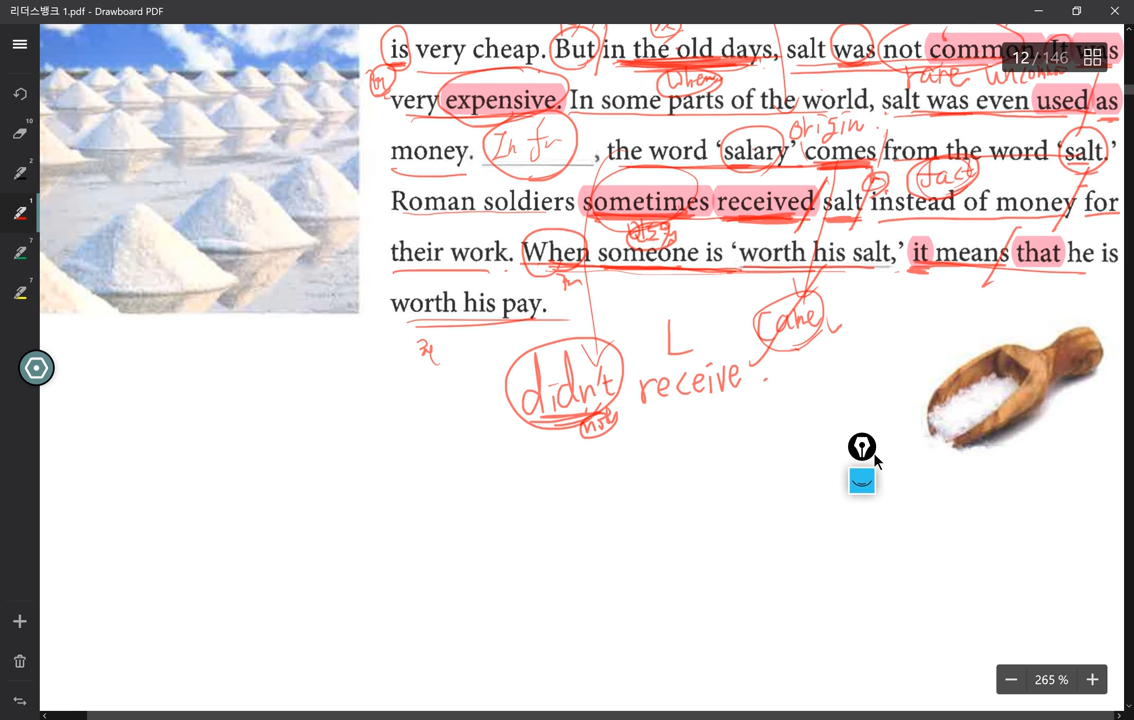 리더스뱅크 1.pdf - Drawboard PDF
is very cheap. But in the old days, salt was not common. It was
12 / 146
when
rare
very expensive. In some parts of the world, salt was even used as
origin
money. ____________, the word ‘salary’ comes from the word ‘salt.’
In fact
Roman soldiers sometimes received salt instead of money for
their work. When someone is ‘worth his salt,’ it means that he is
worth his pay.
didn't receive.
not
10
2
1
7
7
265 %